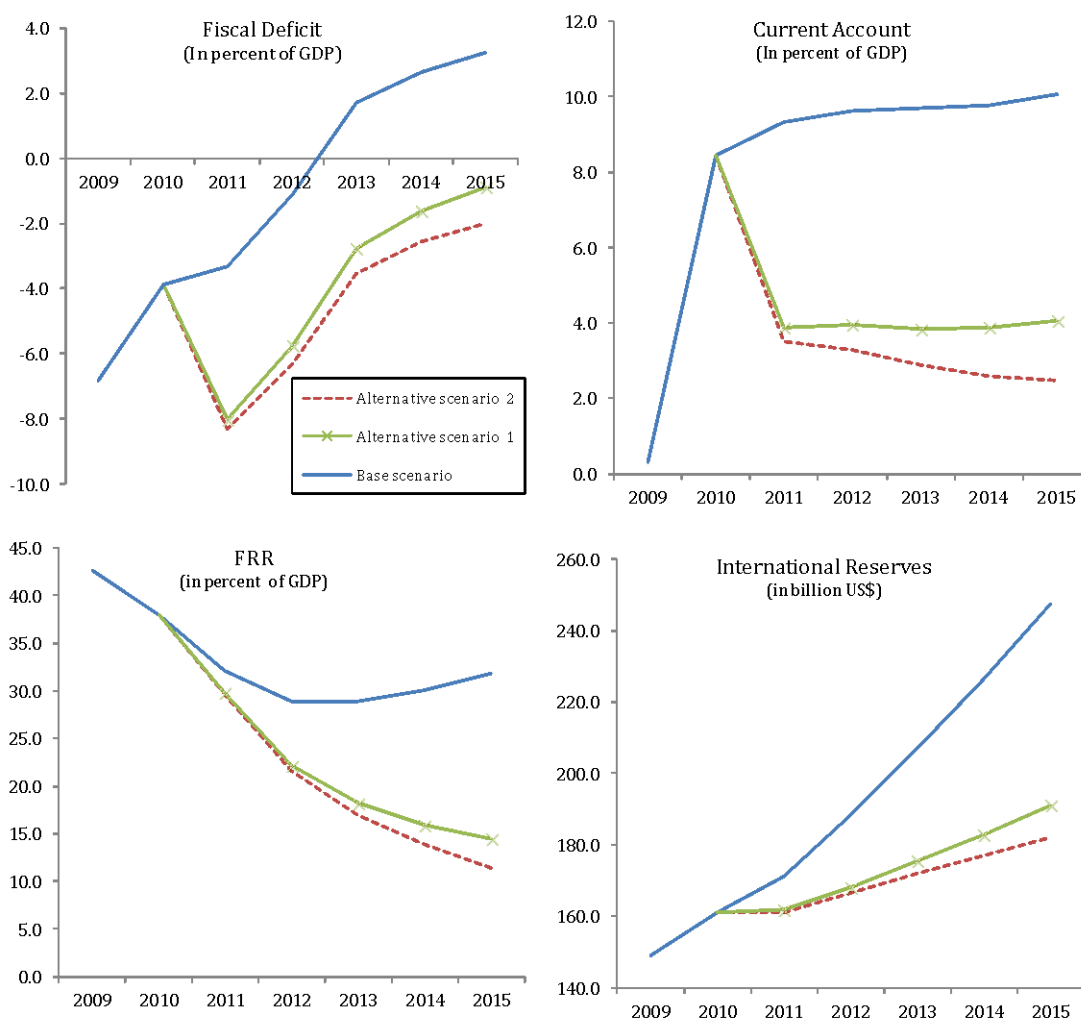 Fiscal Deficit
(In percent of GDP)
4.0
2.0
0.0
-2.0
-4.0
-6.0
-8.0
-10.0
2009 2010 2011 2012 2013 2014 2015
Alternative scenario 2
Alternative scenario 1
Base scenario
Current Account
(In percent of GDP)
12.0
10.0
8.0
6.0
4.0
2.0
0.0
2009 2010 2011 2012 2013 2014 2015
FRR
(in percent of GDP)
45.0
40.0
35.0
30.0
25.0
20.0
15.0
10.0
5.0
0.0
2009 2010 2011 2012 2013 2014 2015
International Reserves
(in billion US$)
260.0
240.0
220.0
200.0
180.0
160.0
140.0
2009 2010 2011 2012 2013 2014 2015